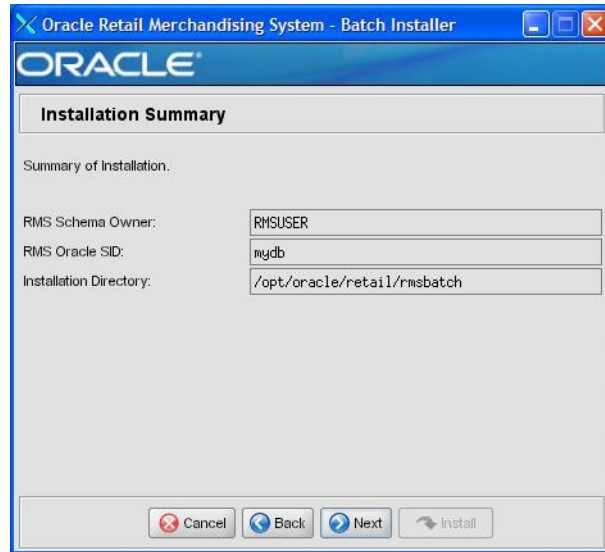 Oracle Retail Merchandising System - Batch Installer
ORACLE®
Installation Summary
Summary of Installation.
RMS Schema Owner: RMSUSER
RMS Oracle SID: mydb
Installation Directory: /opt/oracle/retail/rmsbatch
Cancel Back Next Install